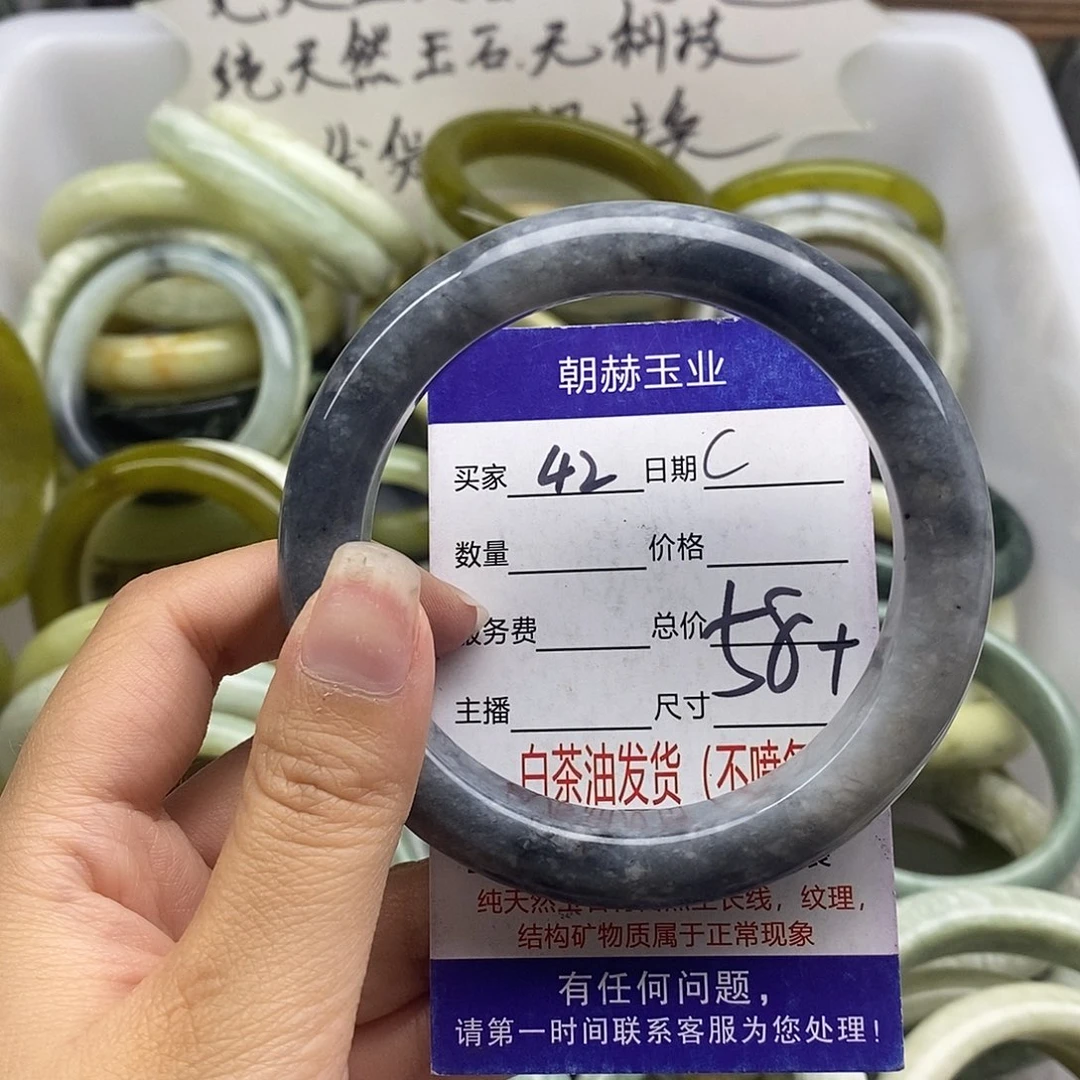 纯天然玉石.无科技
朝赫玉业
买家 42 日期 C
数量 价格
务费 总价
58+
主播 尺寸
白茶油发货（不喷
纯天然 长线，纹理，
结构矿物质属于正常现象
有任何问题，
请第一时间联系客服为您处理！